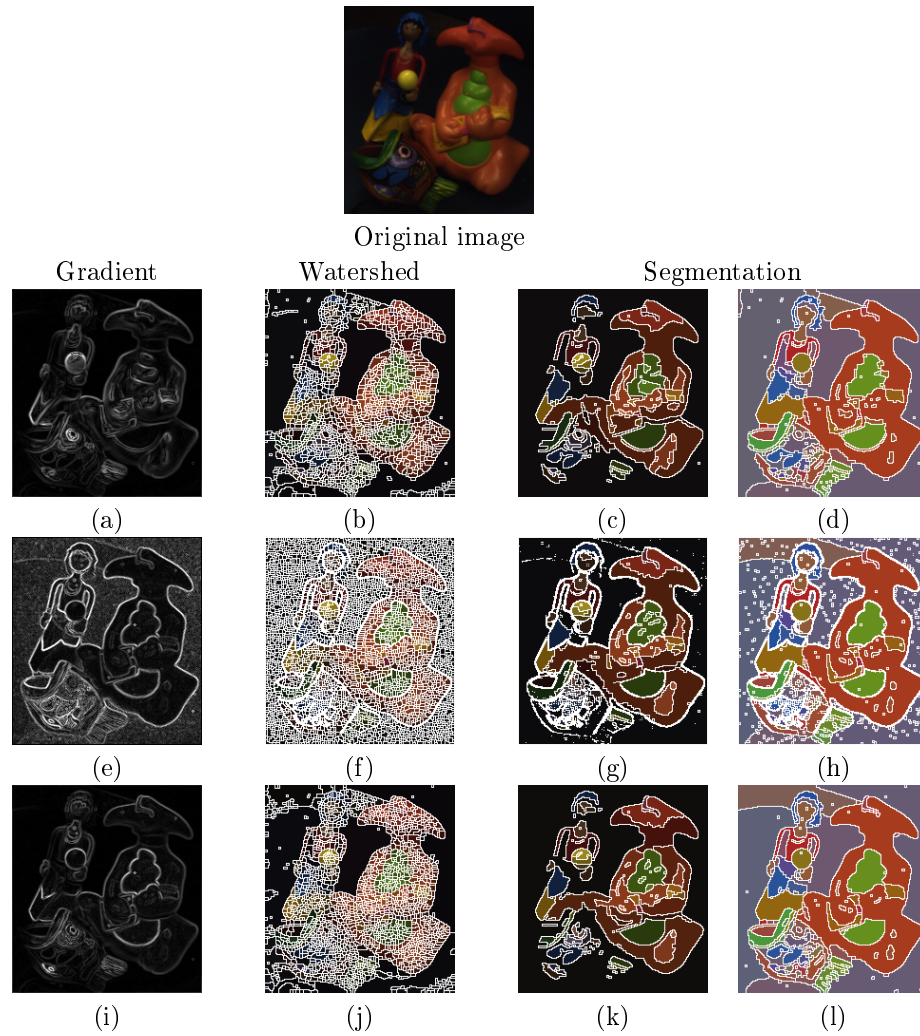 Original image
Gradient Watershed Segmentation
(a) (b) (c) (d)
(e) (f) (g) (h)
(i) (j) (k) (l)